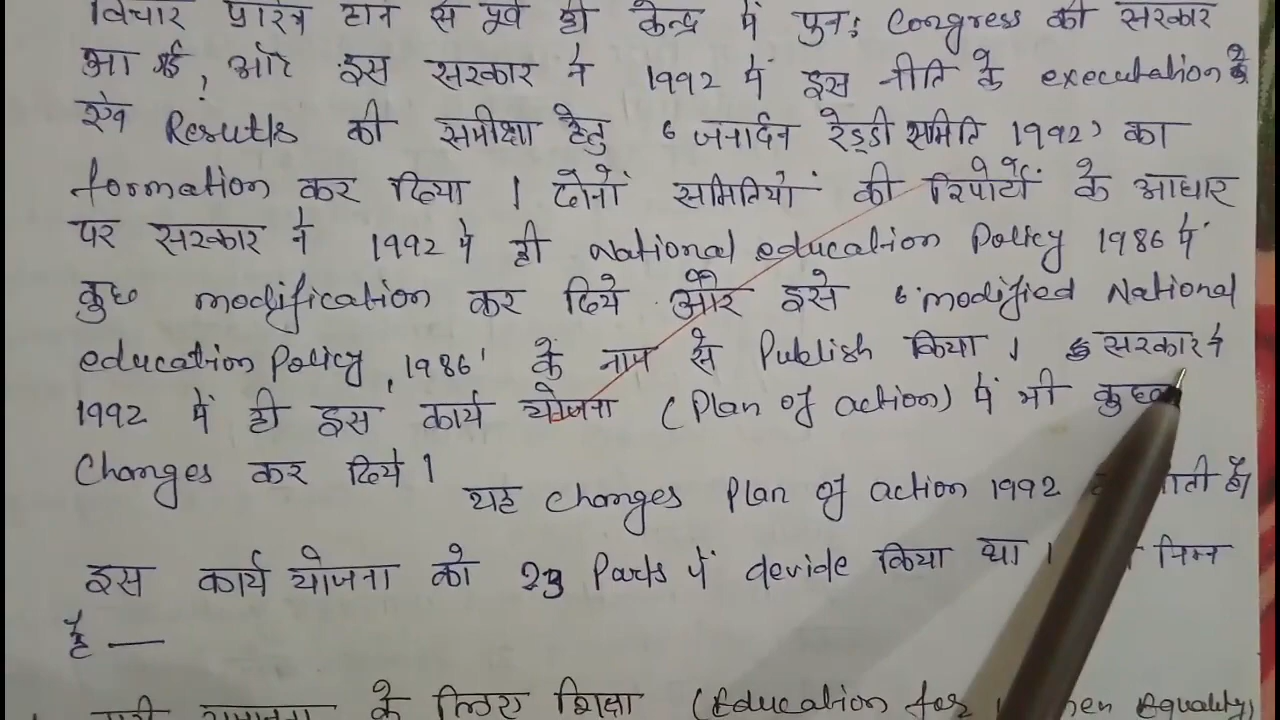 विचार प्रारंभ होने से पूर्व ही केन्द्र में पुनः Congress की सरकार
आ गई, और इस सरकार ने 1992 में इस नीति के executation के
एंव Results की समीक्षा हेतु ‘जनार्दन रेड्डी समिति 1992’ का
formation कर दिया । दोनों समितियों की रिपोर्टों के आधार
पर सरकार ने 1992 में ही National education Policy 1986 में
कुछ modification कर दिये और इसे ‘modified National
education Policy, 1986' के नाम से Publish किया । सरकार ने
1992 में ही इस कार्य योजना (Plan of action) में भी कुछ
Changes कर दिये ।
यह changes Plan of action 1992 है।
इस कार्य योजना को 23 Parts में devide किया था । निम्न
है —
के लिए शिक्षा (Education for Equality)